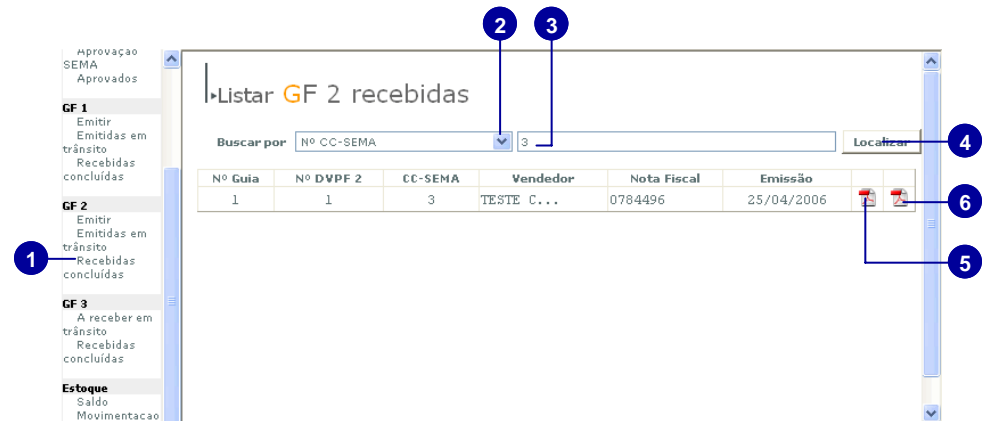 2
3
Aprovação
SEMA
Aprovados
GF 1
Emitir
Emitidas em
trânsito
Recebidas
concluídas
GF 2
Emitir
Emitidas em
trânsito
1
Recebidas
concluídas
GF 3
A receber em
trânsito
Recebidas
concluídas
Estoque
Saldo
Movimentacao
Listar GF 2 recebidas
Buscar por Nº CC-SEMA 3 Localizar
4
Nº Guia Nº DVPF 2 CC-SEMA Vendedor Nota Fiscal Emissão
1 1 3 TESTE C... 0784496 25/04/2006
6
5